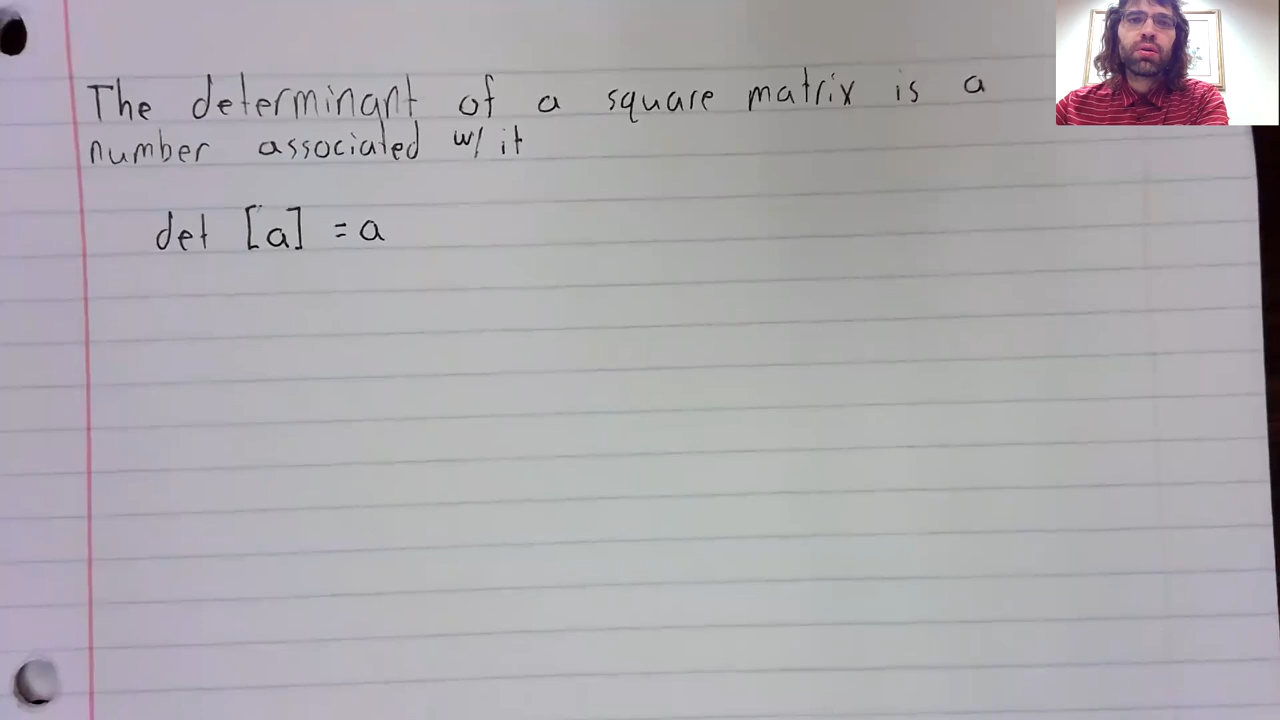 The determinant of a square matrix is a
number associated w/ it
det [a] = a